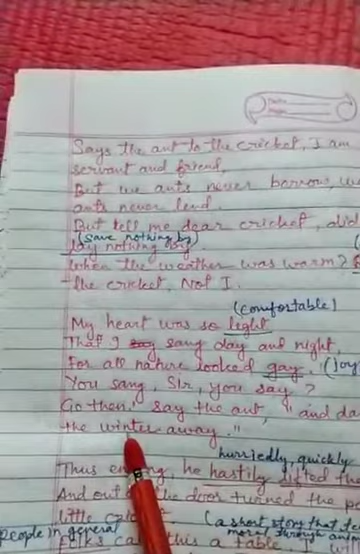 Says the ant to the cricket, I am
servant and friend,
But we ants never borrow, we
ants never lend.
But tell me dear cricket, did
(save nothing by)
lay nothing by
When the weather was warm? S
the cricket, Not I.
(comfortable)
My heart was so light
That I sang day and night,
For all nature looked gay. (joy
You sang, Sir, you say?
Go then," say the ant, "and da
the winter away."
hurriedly, quickly
Thus ending, he hastily lifted the
And out of the door turned the p
little cricket
(a short story that te
People in general
folks call this a fable. I